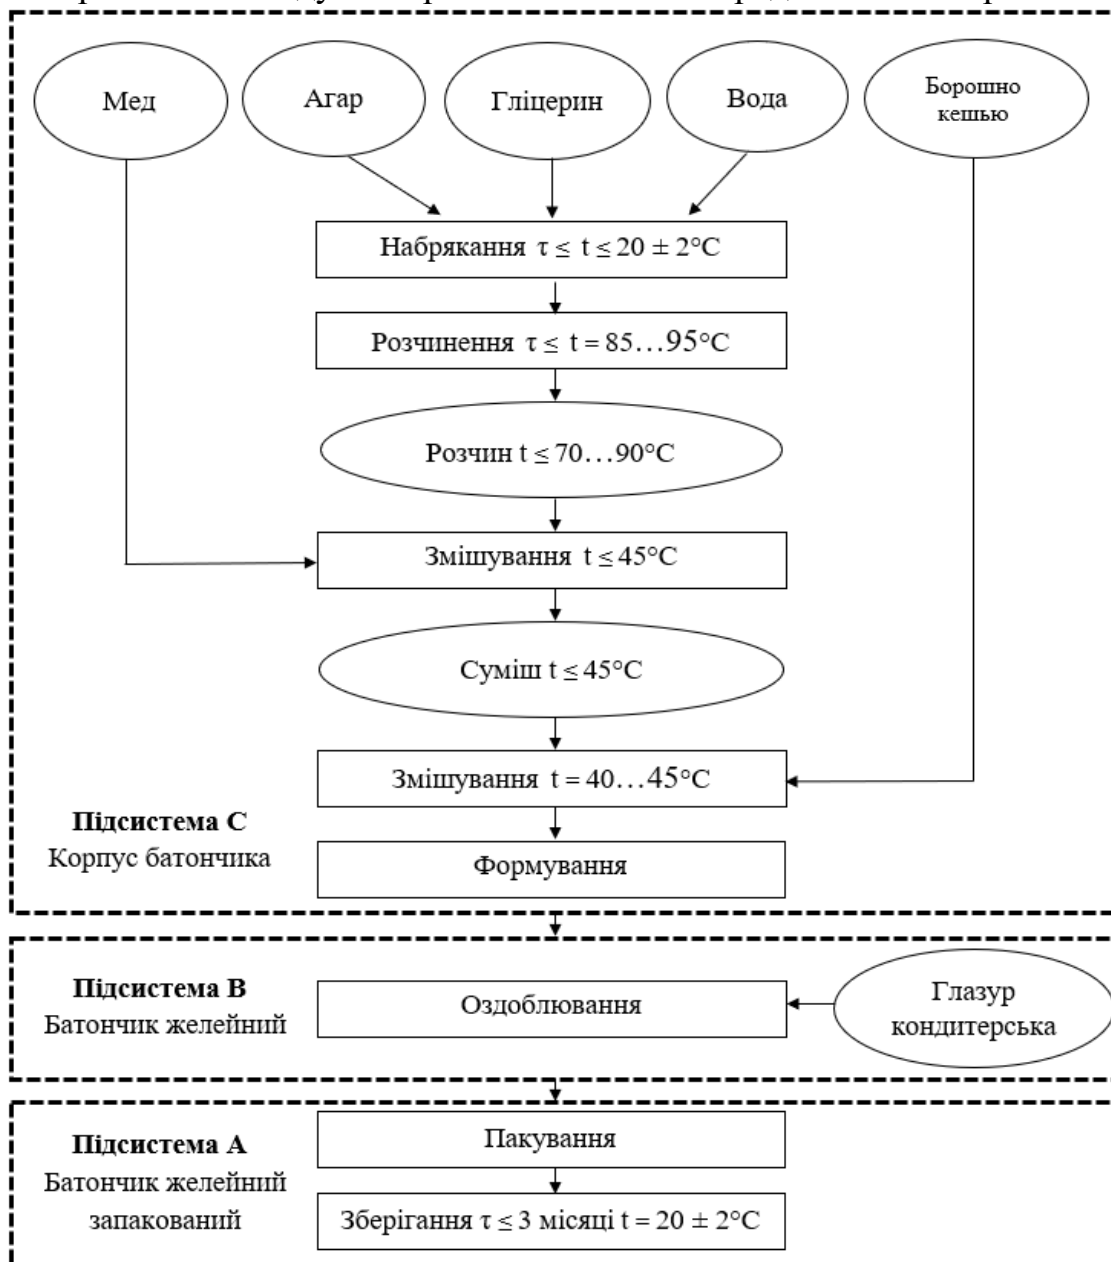 Мед
Агар
Гліцерин
Вода
Борошно
кешью
Набрякання τ ≤ t ≤ 20 ± 2°C
Розчинення τ ≤ t = 85…95°C
Розчин t ≤ 70…90°C
Змішування t ≤ 45°C
Суміш t ≤ 45°C
Змішування t = 40…45°C
Підсистема С
Корпус батончика
Формування
Підсистема В
Батончик желейний
Оздоблювання
Глазур
кондитерська
Підсистема А
Батончик желейний
запакований
Пакування
Зберігання τ ≤ 3 місяці t = 20 ± 2°C